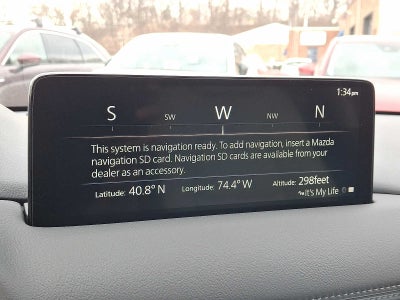 1:34pm
S SW W NW N
This system is navigation ready. To add navigation, insert a Mazda
navigation SD card. Navigation SD cards are available from your
dealer as an accessory.
Latitude: 40.8° N Longitude: 74.4° W Altitude: 298feet
It's My Life